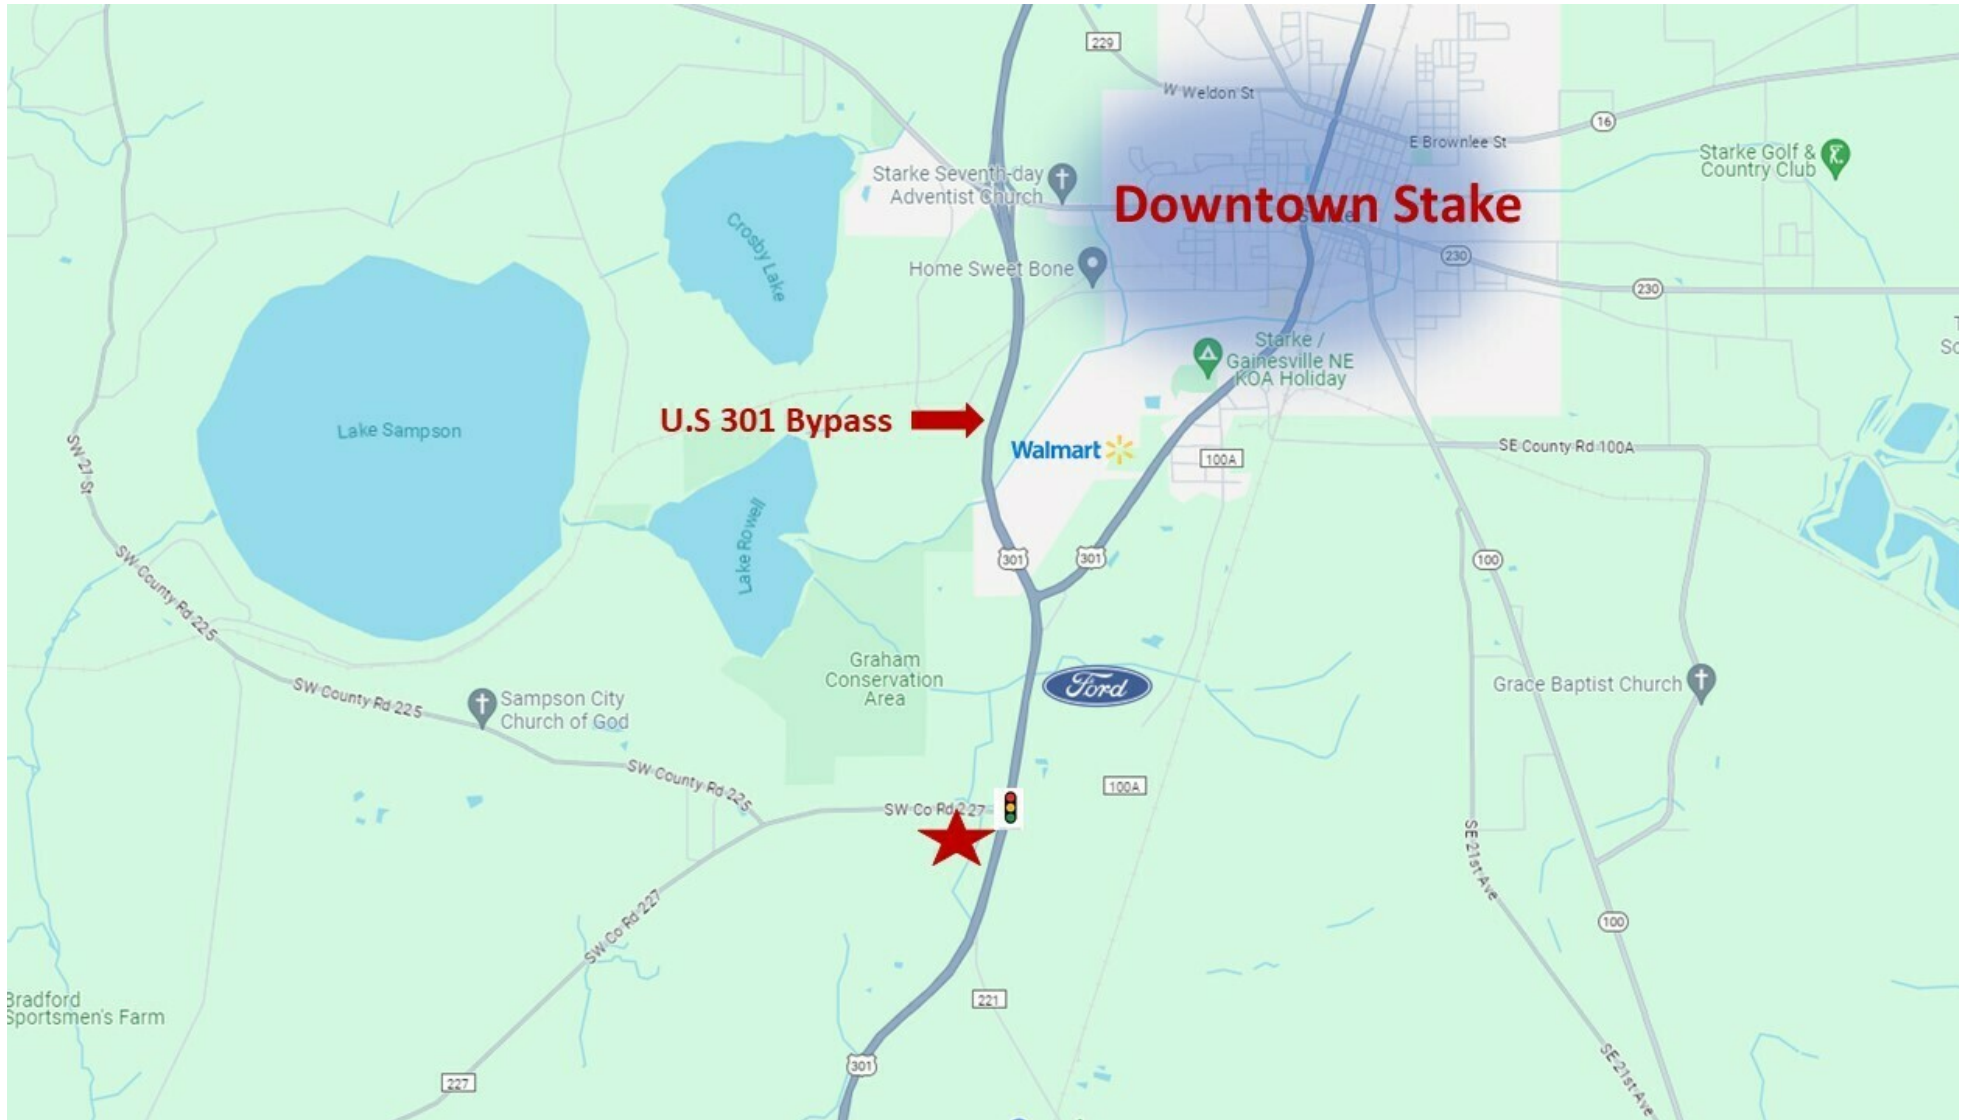 229
W Weldon St
16
E Brownlee St
Starke Golf &
Country Club
Starke Seventh-day
Adventist Church
Downtown Stake
Crosby Lake
230
Home Sweet Bone
230
Starke /
Gainesville NE
KOA Holiday
U.S 301 Bypass
Lake Sampson
Walmart
100A
SE County Rd 100A
SW 27 St
Lake Rowell
301
301
100
SW County Rd 225
Graham
Conservation
Area
Ford
Grace Baptist Church
SW County Rd 225
Sampson City
Church of God
SW County Rd 225
100A
SW Co Rd 227
SE 21st Ave
SW Co Rd 227
100
Bradford
Sportsmen's Farm
221
301
227
SE 21st Ave